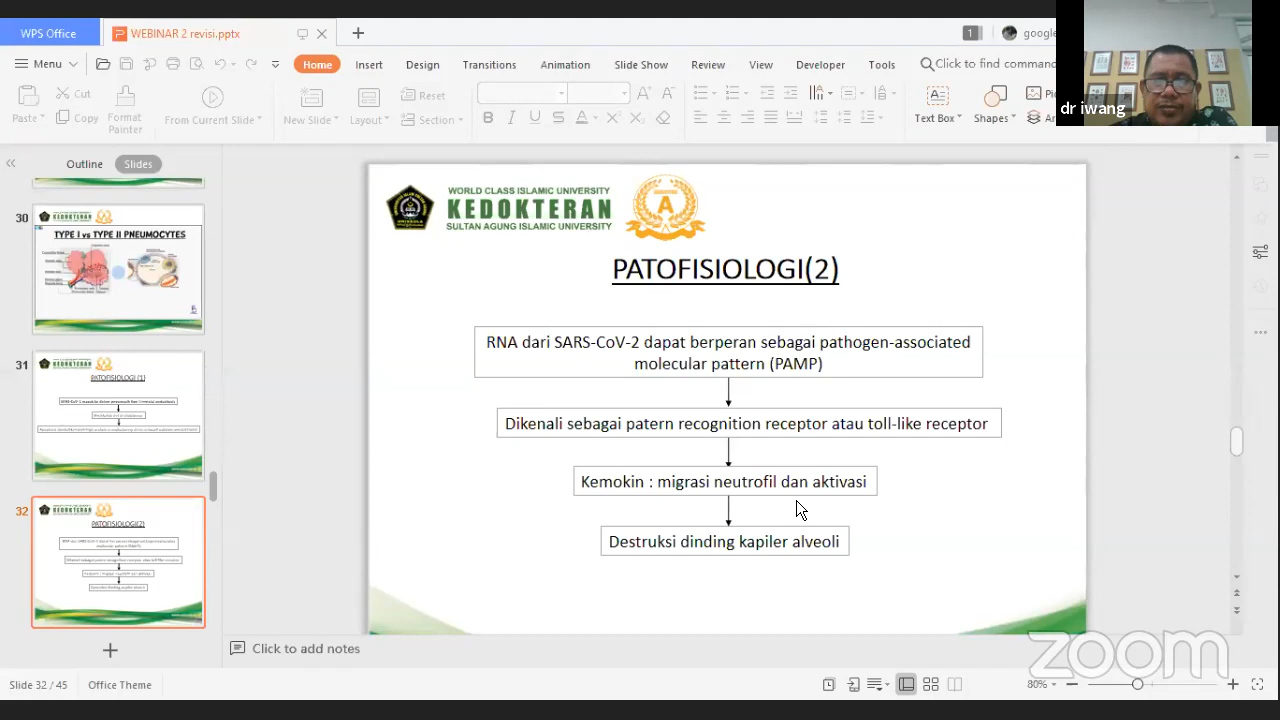 WPS Office
WEBINAR 2 revisi.pptx
1
google
Menu
Home
Insert
Design
Transitions
Animation
Slide Show
Review
View
Developer
Tools
Click to find command
Paste
Cut
Format
Painter
From Current Slide
New Slide
Reset
Section
B I U S A
Text Box
Shapes
dr iwang
Outline
Slides
30
KEDOKTERAN
TYPE I vs TYPE II PNEUMOCYTES
31
KEDOKTERAN
PATOFISIOLOGI (1)
32
KEDOKTERAN
PATOFISIOLOGI(2)
WORLD CLASS ISLAMIC UNIVERSITY
KEDOKTERAN
SULTAN AGUNG ISLAMIC UNIVERSITY
A
PATOFISIOLOGI(2)
RNA dari SARS-CoV-2 dapat berperan sebagai pathogen-associated
molecular pattern (PAMP)
Dikenali sebagai patern recognition receptor atau toll-like receptor
Kemokin : migrasi neutrofil dan aktivasi
Destruksi dinding kapiler alveoli
Click to add notes
zoom
Slide 32 / 45
Office Theme
80%